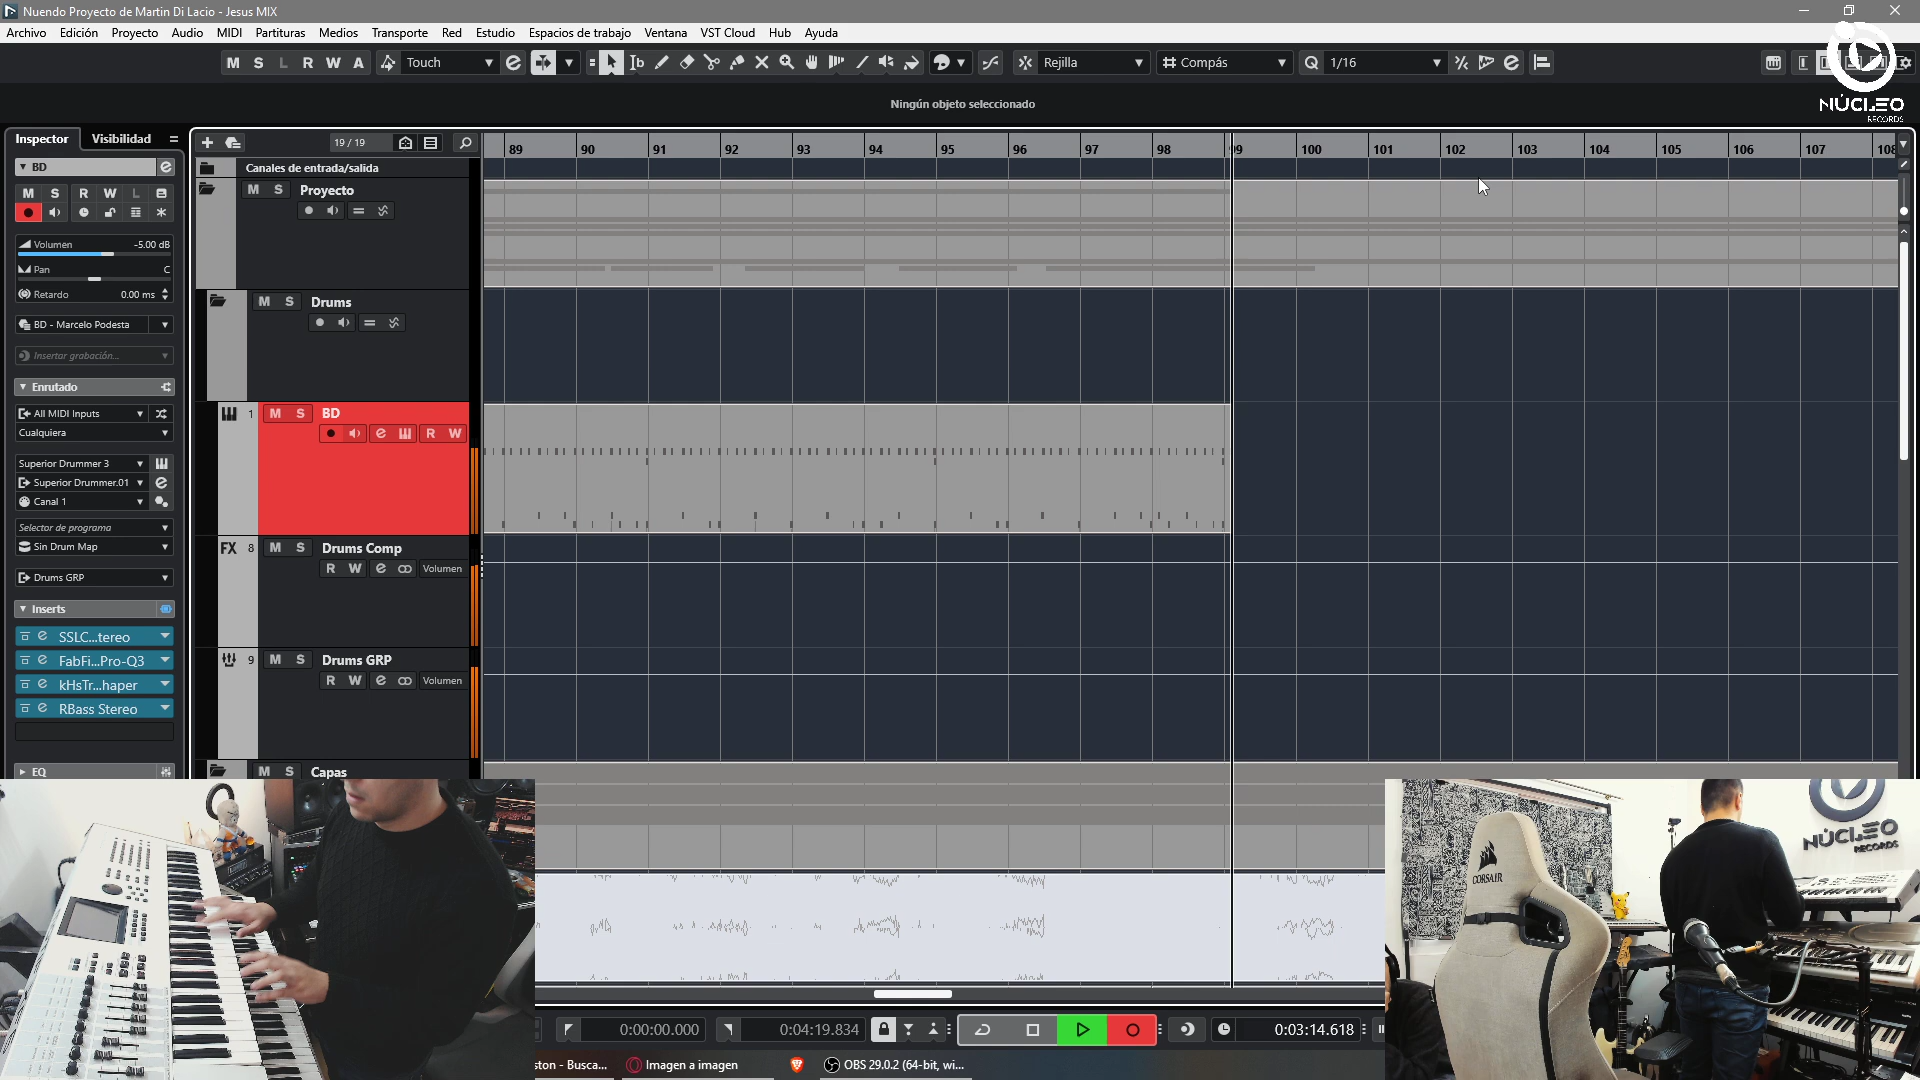 Nuendo Proyecto de Martin Di Lacio - Jesus MIX
Archivo Edición Proyecto Audio MIDI Partituras Medios Transporte Red Estudio Espacios de trabajo Ventana VST Cloud Hub Ayuda
M S L R W A Touch Rejilla Compás Q 1/16
NÚCLEO
RECORDS
Ningún objeto seleccionado
Inspector Visibilidad
19 / 19
89 90 91 92 93 94 95 96 97 98 99 100 101 102 103 104 105 106 107 108
BD
M S R W L
Volumen -5.00 dB
Pan C
Retardo 0.00 ms
BD - Marcelo Podesta
Insertar grabación...
Enrutado
All MIDI Inputs
Cualquiera
Superior Drummer 3
Superior Drummer.01
Canal 1
Selector de programa
Sin Drum Map
Drums GRP
Inserts
SSLC...tereo
FabFi...Pro-Q3
kHsTr...haper
RBass Stereo
EQ
Canales de entrada/salida
M S Proyecto
M S Drums
1 M S BD
R W
FX 8 M S Drums Comp
R W Volumen
9 M S Drums GRP
R W Volumen
M S Capas
CORSAIR
NÚCLEO
RECORDS
0:00:00.000 0:04:19.834 0:03:14.618
ston - Busca... Imagen a imagen OBS 29.0.2 (64-bit, wi...